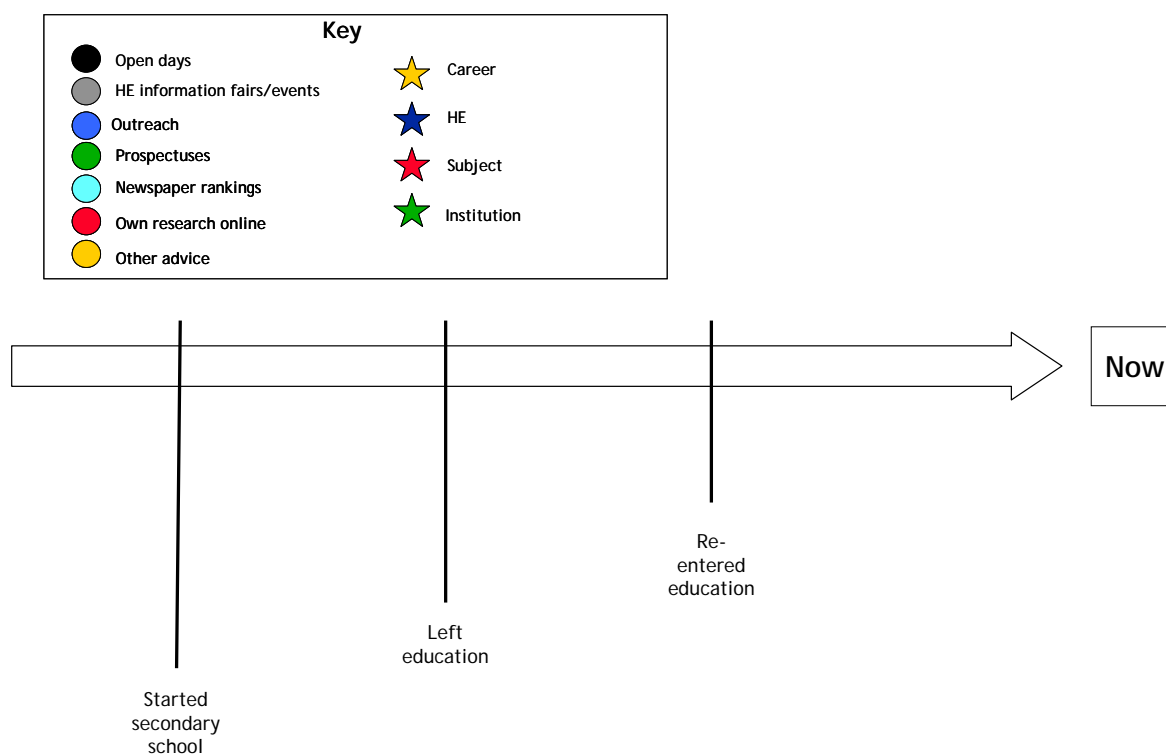 Key
Open days
HE information fairs/events
Outreach
Prospectuses
Newspaper rankings
Own research online
Other advice
Career
HE
Subject
Institution
Now
Re-
entered
education
Left
education
Started
secondary
school